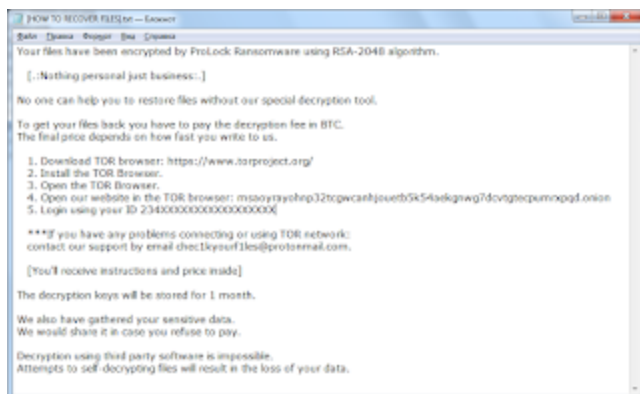 [HOW TO RECOVER FILES].txt — Блокнот
Файл Правка Формат Вид Справка
Your files have been encrypted by ProLock Ransomware using RSA-2048 algorithm.
[.:Nothing personal just business:.]
No one can help you to restore files without our special decryption tool.
To get your files back you have to pay the decryption fee in BTC.
The final price depends on how fast you write to us.
1. Download TOR browser: https://www.torproject.org/
2. Install the TOR Browser.
3. Open the TOR Browser.
4. Open our website in the TOR browser: msaoyrayohnp32tcgwcanhjouetb5k54aekgnwg7dcvtgtecpumrxpqd.onion
5. Login using your ID 234XXXXXXXXXXXXXXXXXX
***If you have any problems connecting or using TOR network:
contact our support by email chec1kyourf1les@protonmail.com.
[You'll receive instructions and price inside]
The decryption keys will be stored for 1 month.
We also have gathered your sensitive data.
We would share it in case you refuse to pay.
Decryption using third party software is impossible.
Attempts to self-decrypting files will result in the loss of your data.